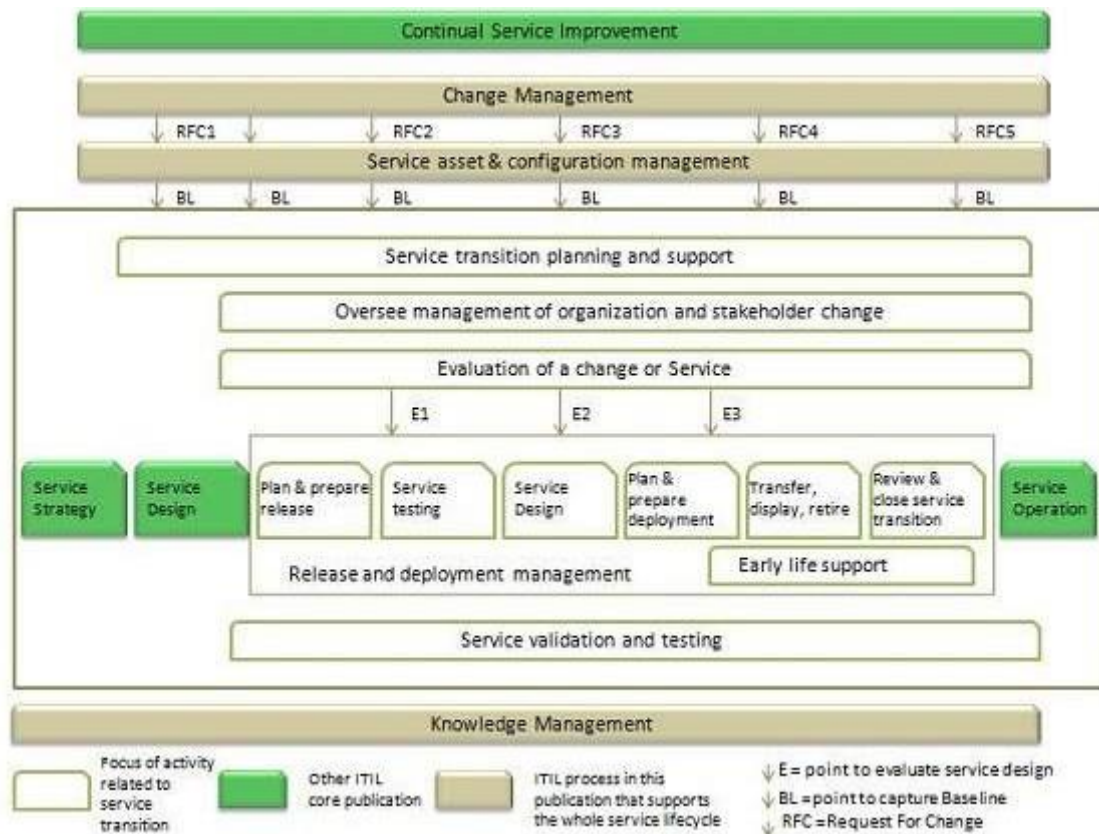 Continual Service Improvement
Change Management
RFC1 RFC2 RFC3 RFC4 RFC5
Service asset & configuration management
BL BL BL BL BL BL
Service transition planning and support
Oversee management of organization and stakeholder change
Evaluation of a change or Service
E1 E2 E3
Service
Strategy
Service
Design
Plan & prepare
release
Service
testing
Service
Design
Plan &
prepare
deployment
Transfer,
display, retire
Review &
close service
transition
Service
Operation
Early life support
Release and deployment management
Service validation and testing
Knowledge Management
Focus of activity
related to
service
transition
Other ITIL
core publication
ITIL process in this
publication that supports
the whole service lifecycle
E = point to evaluate service design
BL =point to capture Baseline
RFC =Request For Change